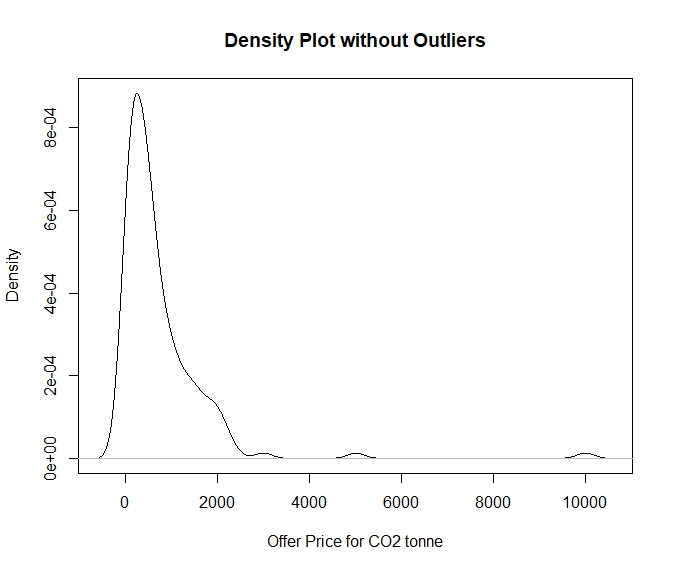 Density Plot without Outliers
Density
8e-04
6e-04
4e-04
2e-04
0e+00
0 2000 4000 6000 8000 10000
Offer Price for CO2 tonne